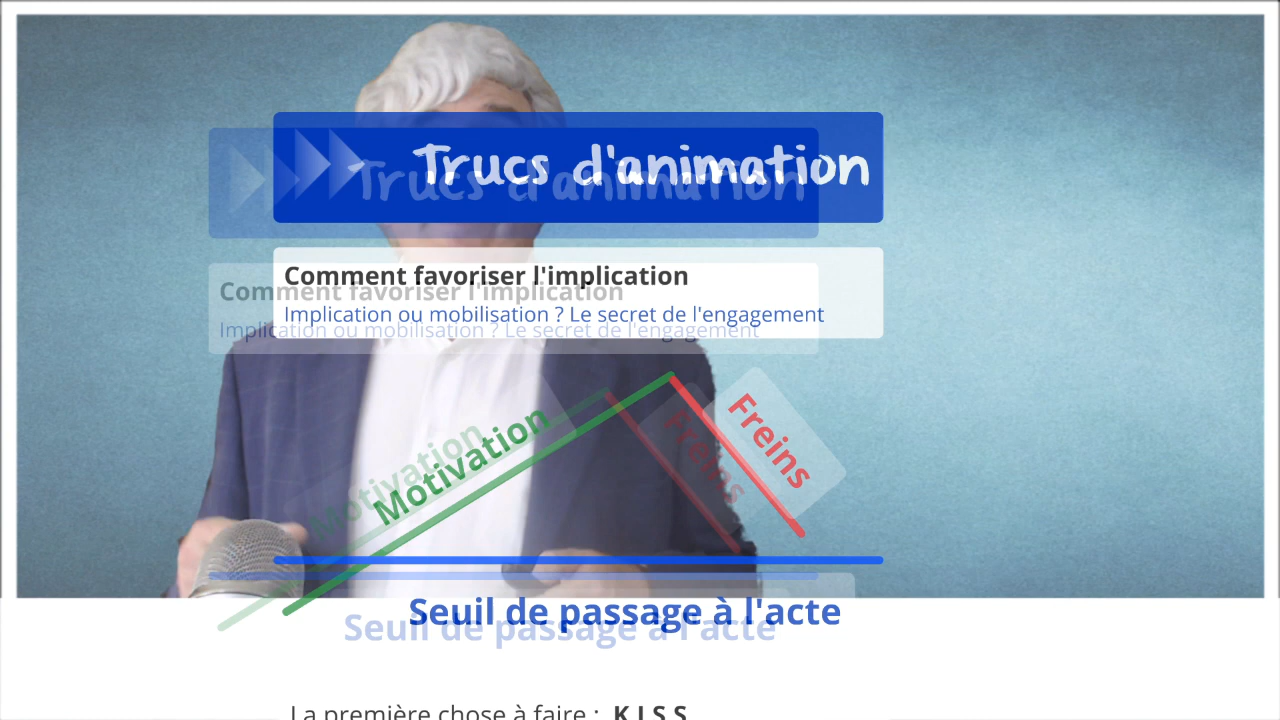 Trucs d'animation
Comment favoriser l'implication
Implication ou mobilisation ? Le secret de l'engagement
Motivation
Freins
Seuil de passage à l'acte
La première chose à faire : K I S S